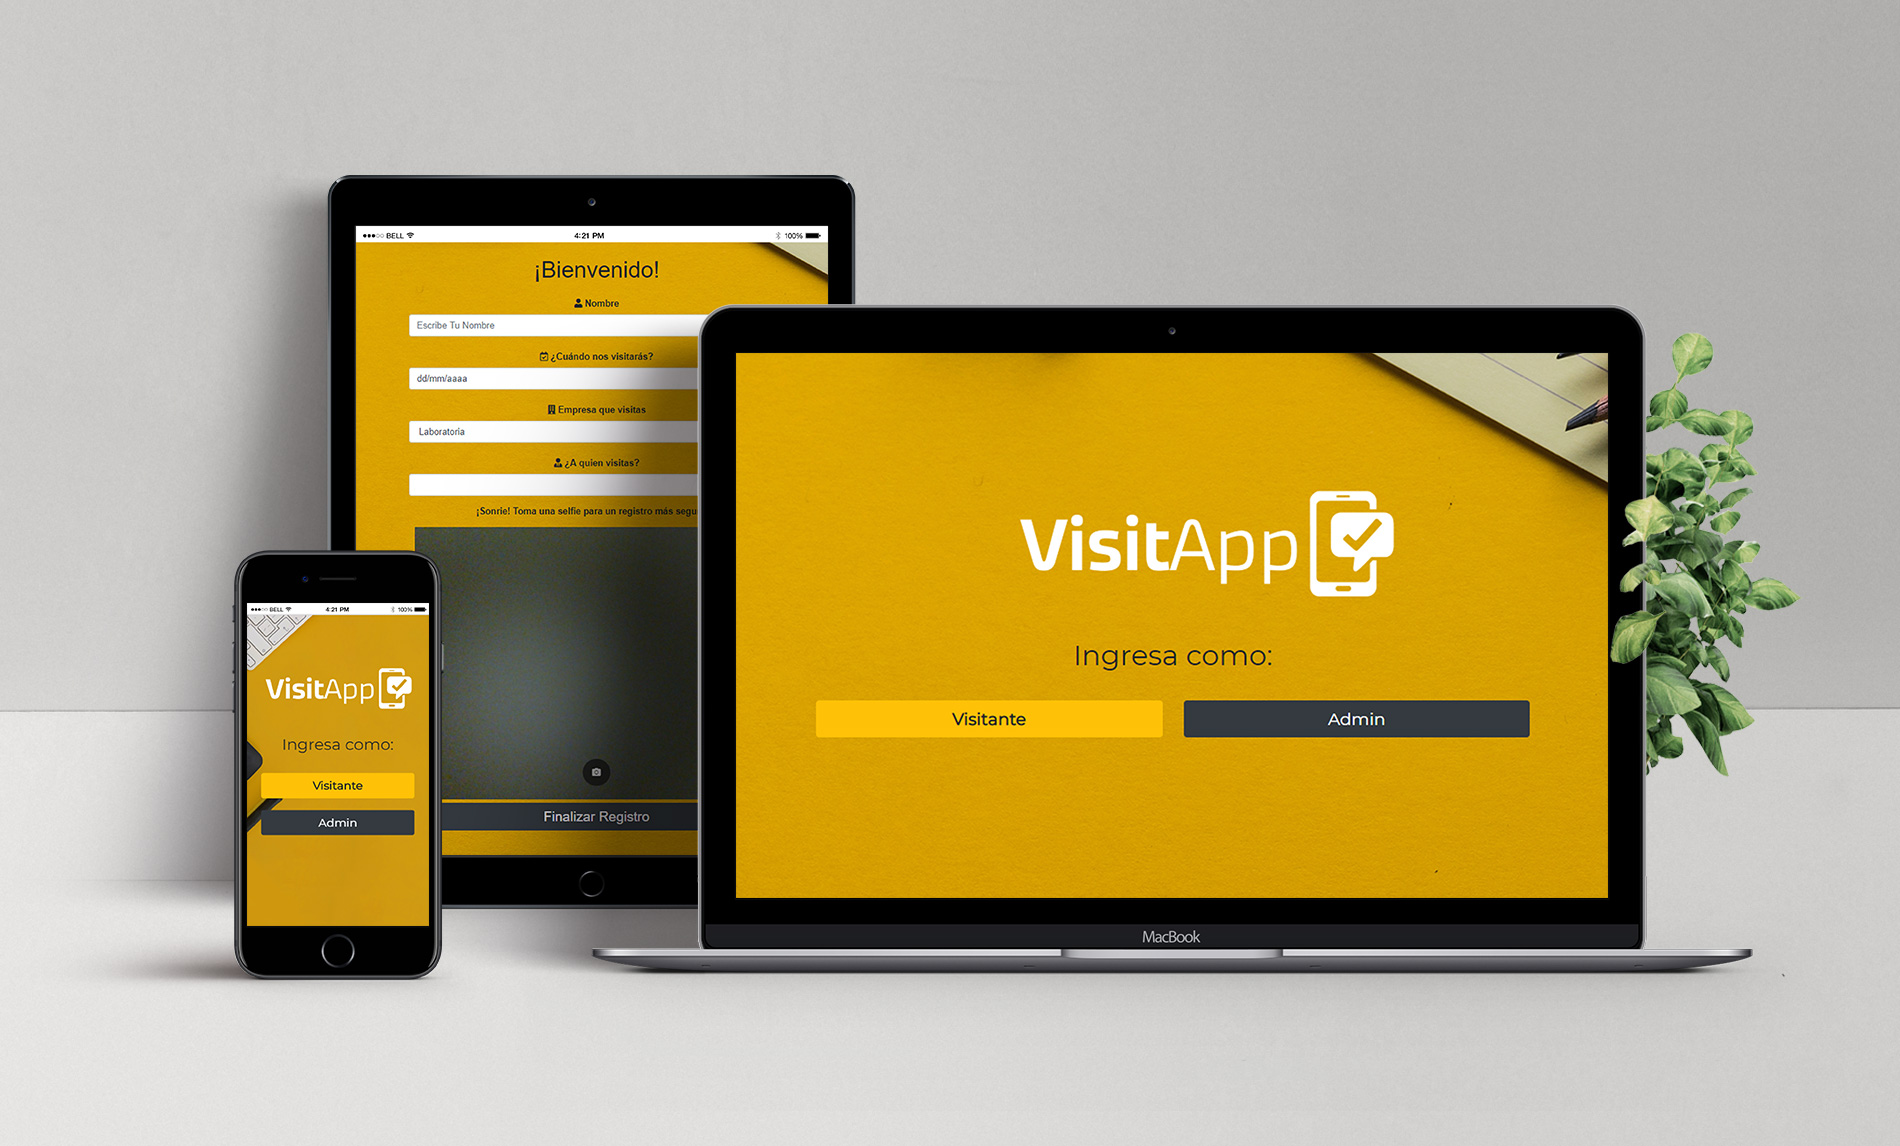 BELL
4:21 PM
100%
¡Bienvenido!
Nombre
Escribe Tu Nombre
¿Cuándo nos visitarás?
dd/mm/aaaa
Empresa que visitas
Laboratoria
¿A quien visitas?
¡Sonrie! Toma una selfie para un registro más
Finalizar Registro
BELL
4:21 PM
100%
VisitApp
Ingresa como:
Visitante
Admin
VisitApp
Ingresa como:
Visitante
Admin
MacBook